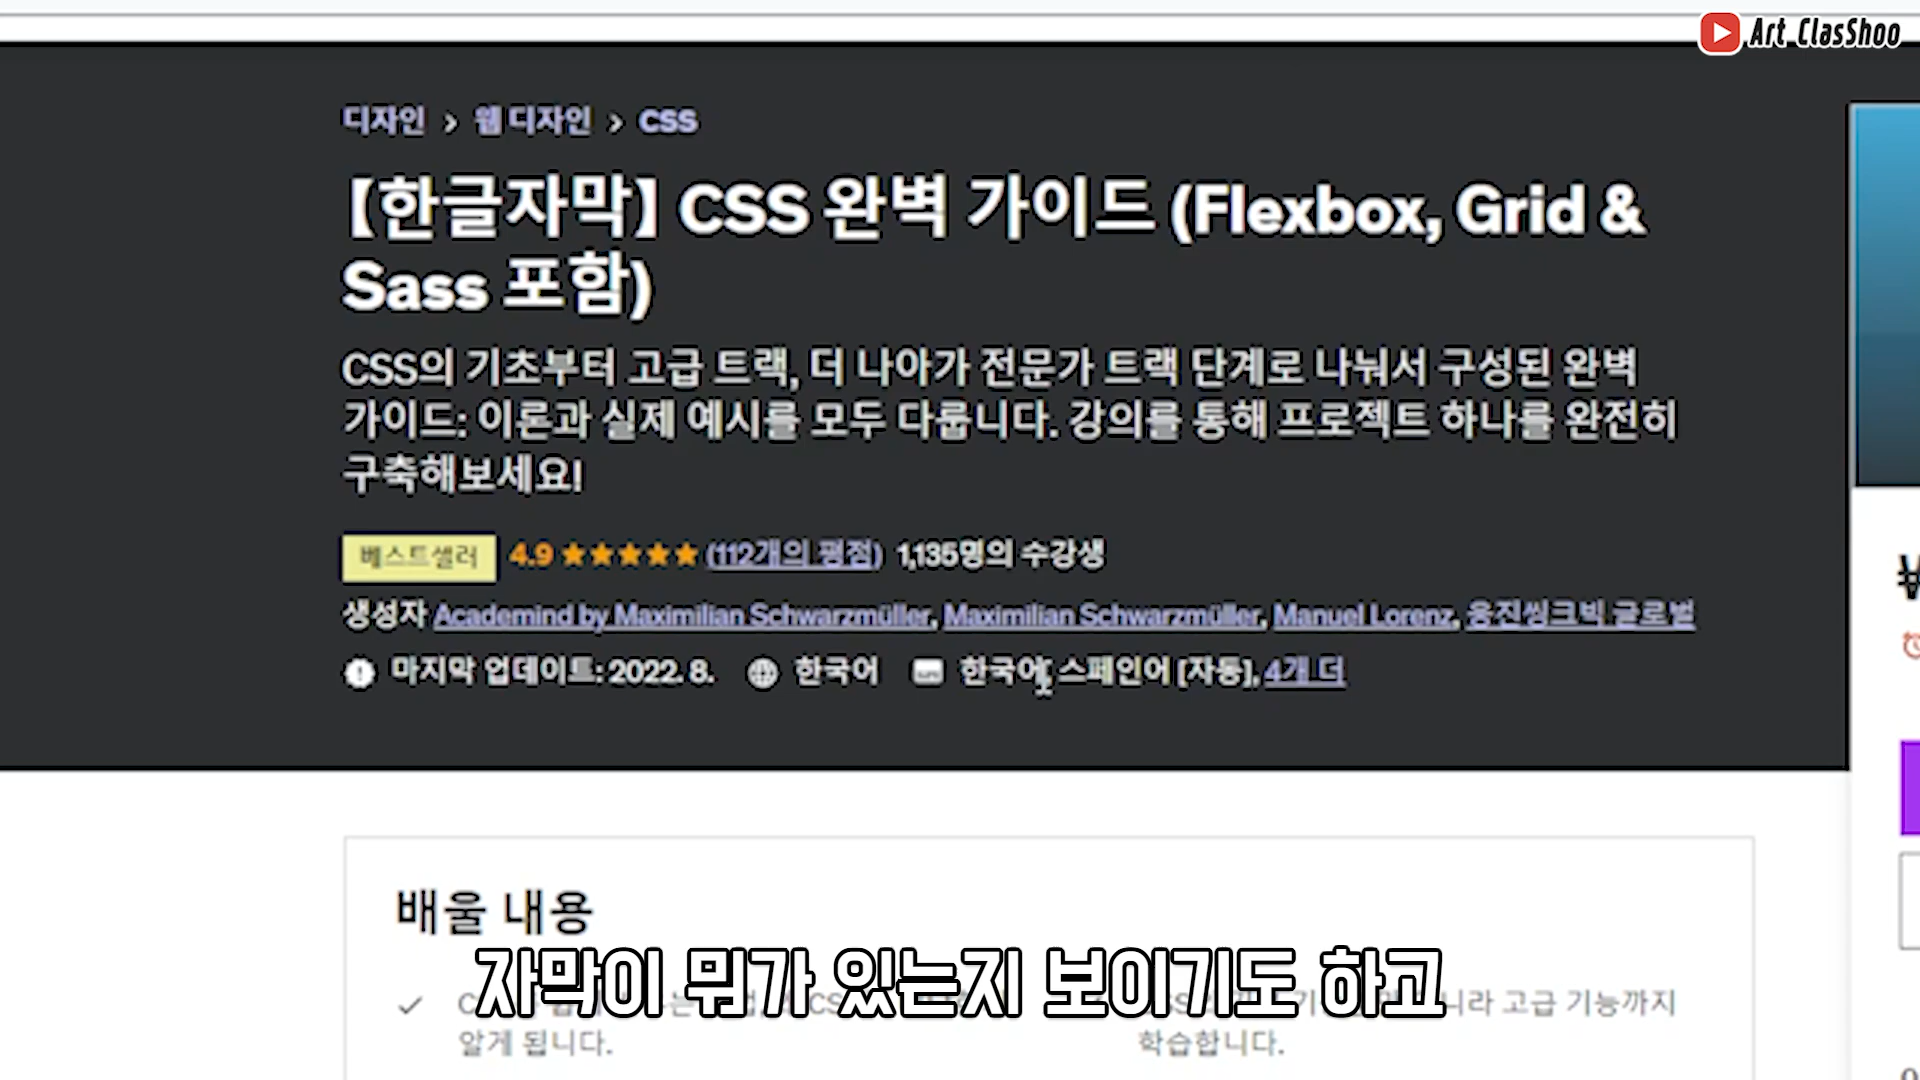 Art ClasShoo
디자인 > 웹 디자인 > CSS
【한글자막】 CSS 완벽 가이드 (Flexbox, Grid &
Sass 포함)
CSS의 기초부터 고급 트랙, 더 나아가 전문가 트랙 단계로 나눠서 구성된 완벽
가이드: 이론과 실제 예시를 모두 다룹니다. 강의를 통해 프로젝트 하나를 완전히
구축해보세요!
베스트셀러 4.9 ★★★★★ (112개의 평점) 1,135명의 수강생
생성자 Academind by Maximilian Schwarzmüller, Maximilian Schwarzmüller, Manuel Lorenz, 웅진씽크빅 글로벌
마지막 업데이트: 2022. 8. 한국어 한국어, 스페인어 [자동], 4개 더
₩
배울 내용
자막이 뭐가 있는지 보이기도 하고
고급 기능까지
알게 됩니다.
학습합니다.